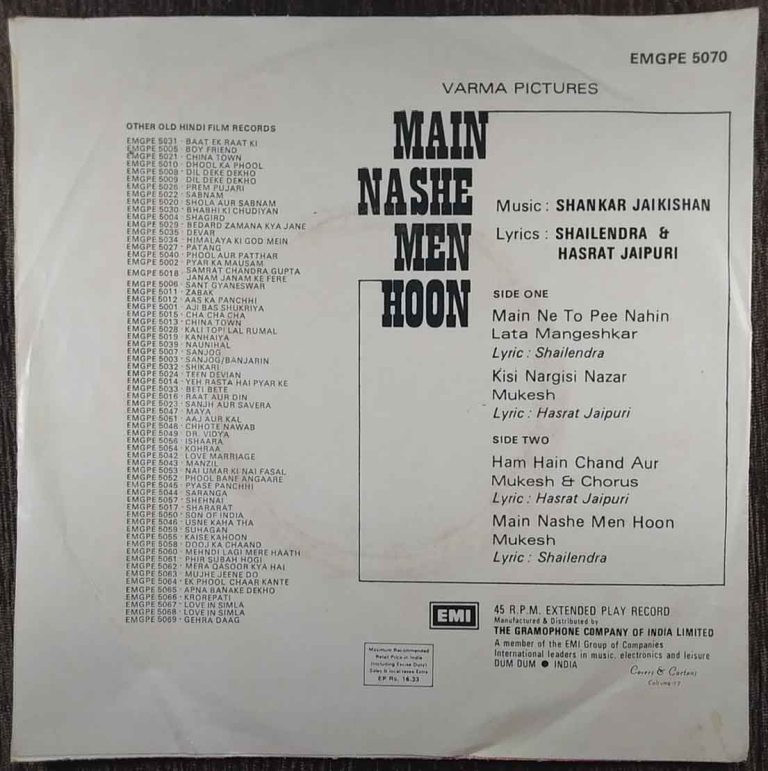 EMGPE 5070
VARMA PICTURES
MAIN
NASHE
MEN
HOON
Music : SHANKAR JAIKISHAN
Lyrics : SHAILENDRA &
HASRAT JAIPURI
SIDE ONE
Main Ne To Pee Nahin
Lata Mangeshkar
Lyric : Shailendra
Kisi Nargisi Nazar
Mukesh
Lyric : Hasrat Jaipuri
SIDE TWO
Ham Hain Chand Aur
Mukesh & Chorus
Lyric : Hasrat Jaipuri
Main Nashe Men Hoon
Mukesh
Lyric : Shailendra
OTHER OLD HINDI FILM RECORDS
EMGPE 5031 - BAAT EK RAAT KI
EMGPE 5005 - BOY FRIEND
EMGPE 5021 - CHINA TOWN
EMGPE 5010 - DHOOL KA PHOOL
EMGPE 5008 - DIL DEKE DEKHO
EMGPE 5009 - DIL DEKE DEKHO
EMGPE 5026 - PREM PUJARI
EMGPE 5022 - SABNAM
EMGPE 5020 - SHOLA AUR SABNAM
EMGPE 5030 - BHABHI KI CHUDIYAN
EMGPE 5004 - SHAGIRD
EMGPE 5029 - BEDARD ZAMANA KYA JANE
EMGPE 5035 - DEVAR
EMGPE 5034 - HIMALAYA KI GOD MEIN
EMGPE 5027 - PATANG
EMGPE 5040 - PHOOL AUR PATTHAR
EMGPE 5002 - PYAR KA MAUSAM
EMGPE 5018 - SAMRAT CHANDRA GUPTA
JANAM JANAM KE FERE
EMGPE 5006 - SANT GYANESWAR
EMGPE 5011 - ZABAK
EMGPE 5012 - AAS KA PANCHHI
EMGPE 5001 - AJI BAS SHUKRIYA
EMGPE 5015 - CHA CHA CHA
EMGPE 5013 - CHINA TOWN
EMGPE 5028 - KALI TOPI LAL RUMAL
EMGPE 5019 - KANHAIYA
EMGPE 5039 - NAUNIHAL
EMGPE 5007 - SANJOG
EMGPE 5003 - SANJOG/BANJARIN
EMGPE 5032 - SHIKARI
EMGPE 5024 - TEEN DEVIAN
EMGPE 5014 - YEH RASTA HAI PYAR KE
EMGPE 5033 - BETI BETE
EMGPE 5016 - RAAT AUR DIN
EMGPE 5023 - SANJH AUR SAVERA
EMGPE 5047 - MAYA
EMGPE 5051 - AAJ AUR KAL
EMGPE 5048 - CHHOTE NAWAB
EMGPE 5049 - DR. VIDYA
EMGPE 5056 - ISHAARA
EMGPE 5054 - KOHRAA
EMGPE 5042 - LOVE MARRIAGE
EMGPE 5043 - MANZIL
EMGPE 5053 - NAI UMAR KI NAI FASAL
EMGPE 5052 - PHOOL BANE ANGAARE
EMGPE 5045 - PYASE PANCHHI
EMGPE 5044 - SARANGA
EMGPE 5057 - SHEHNAI
EMGPE 5017 - SHARARAT
EMGPE 5050 - SON OF INDIA
EMGPE 5046 - USNE KAHA THA
EMGPE 5059 - SUHAGAN
EMGPE 5055 - KAISE KAHOON
EMGPE 5058 - DOOJ KA CHAAND
EMGPE 5060 - MEHNDI LAGI MERE HAATH
EMGPE 5061 - PHIR SUBAH HOGI
EMGPE 5062 - MERA QASOOR KYA HAI
EMGPE 5063 - MUJHE JEENE DO
EMGPE 5064 - EK PHOOL CHAAR KANTE
EMGPE 5065 - APNA BANAKE DEKHO
EMGPE 5066 - KROREPATI
EMGPE 5067 - LOVE IN SIMLA
EMGPE 5068 - LOVE IN SIMLA
EMGPE 5069 - GEHRA DAAG
Maximum Recommended
Retail Price in India
(Including Excise Duty)
Sales & local taxes Extra
EP Rs. 16.33
EMI
45 R.P.M. EXTENDED PLAY RECORD
Manufactured & Distributed by
THE GRAMOPHONE COMPANY OF INDIA LIMITED
A member of the EMI Group of Companies
International leaders in music, electronics and leisure
DUM DUM ● INDIA
Covers & Cartons